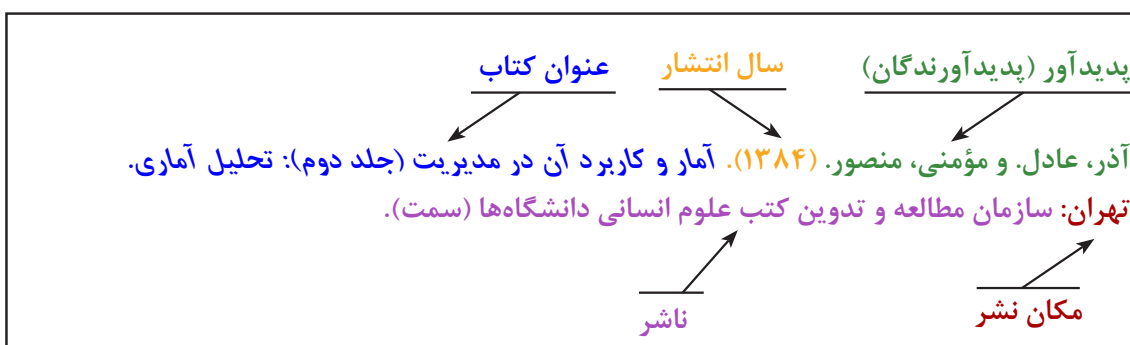 پدیدآور (پدیدآورندگان) سال انتشار عنوان کتاب
آذر، عادل. و مؤمنی، منصور. (۱۳۸۴). آمار و کاربرد آن در مدیریت (جلد دوم): تحلیل آماری.
تهران: سازمان مطالعه و تدوین کتب علوم انسانی دانشگاه‌ها (سمت).
مکان نشر ناشر